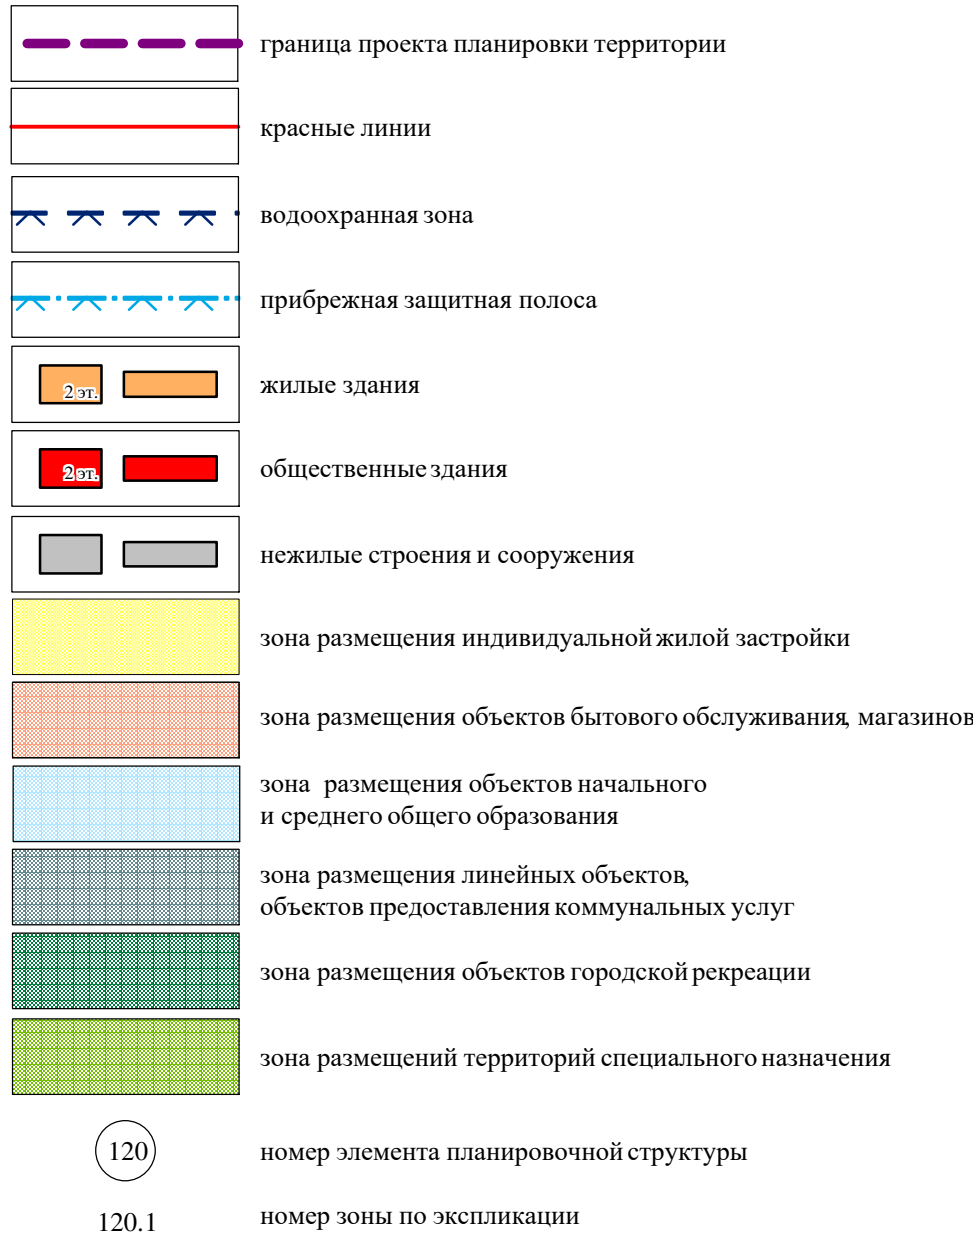 граница проекта планировки территории
красные линии
водоохранная зона
прибрежная защитная полоса
2 эт.
жилые здания
2 эт.
общественные здания
нежилые строения и сооружения
зона размещения индивидуальной жилой застройки
зона размещения объектов бытового обслуживания, магазинов
зона размещения объектов начального
и среднего общего образования
зона размещения линейных объектов,
объектов предоставления коммунальных услуг
зона размещения объектов городской рекреации
зона размещений территорий специального назначения
120
номер элемента планировочной структуры
120.1
номер зоны по экспликации